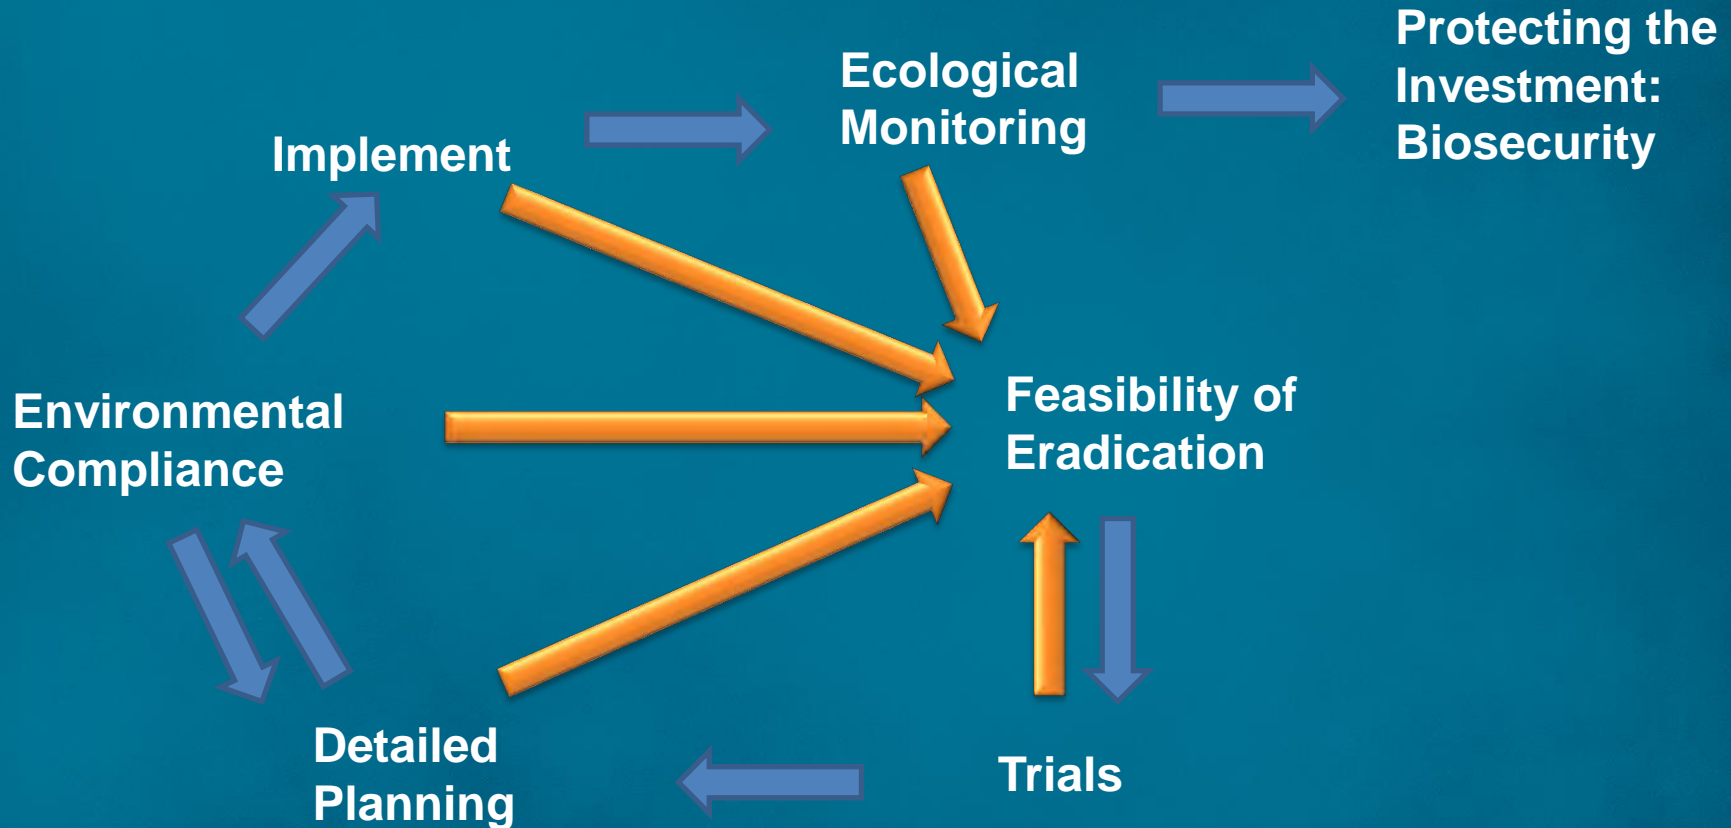 Protecting the
Investment:
Biosecurity
Ecological
Monitoring
Implement
Environmental
Compliance
Feasibility of
Eradication
Detailed
Planning
Trials